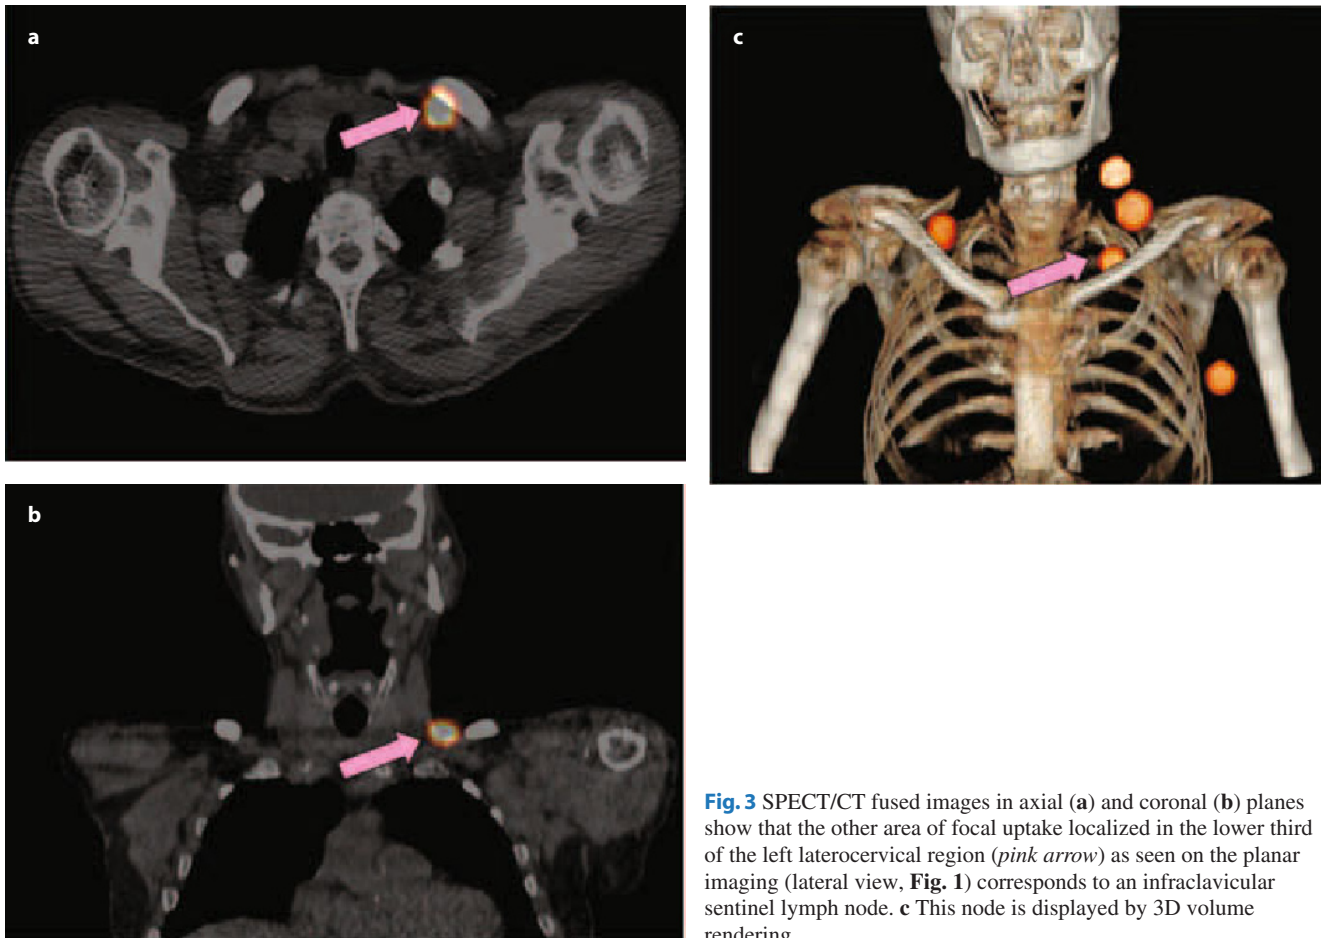 a
c
b
Fig. 3 SPECT/CT fused images in axial (a) and coronal (b) planes
show that the other area of focal uptake localized in the lower third
of the left laterocervical region (pink arrow) as seen on the planar
imaging (lateral view, Fig. 1) corresponds to an infraclavicular
sentinel lymph node. c This node is displayed by 3D volume
rendering